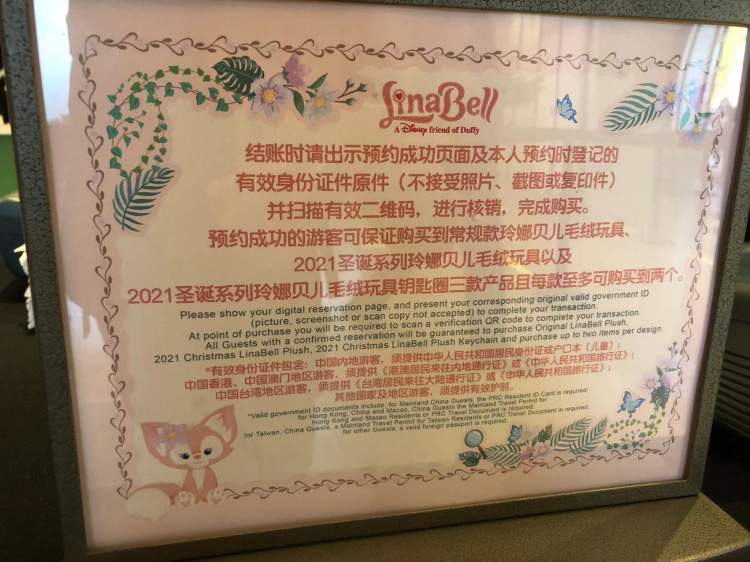 LinaBell
A Disney friend of Duffy
结账时请出示预约成功页面及本人预约时登记的
有效身份证件原件（不接受照片、截图或复印件）
并扫描有效二维码，进行核销，完成购买。
预约成功的游客可保证购买到常规款玲娜贝儿毛绒玩具、
2021圣诞系列玲娜贝儿毛绒玩具以及
2021圣诞系列玲娜贝儿毛绒玩具钥匙圈三款产品且每款至多可购买到两个。
Please show your digital reservation page, and present your corresponding original valid government ID
(picture, screenshot or scan copy not accepted) to complete your transaction.
At point of purchase you will be required to scan a verification QR code to complete your transaction.
All Guests with a confirmed reservation will be guaranteed to purchase Original LinaBell Plush,
2021 Christmas LinaBell Plush, 2021 Christmas LinaBell Plush Keychain and purchase up to two items per design.
*有效身份证件包含：中国内地游客，须提供中华人民共和国居民身份证或户口本（儿童）；
中国香港、中国澳门地区游客，须提供《港澳居民来往内地通行证》或《中华人民共和国旅行证》；
中国台湾地区游客，须提供《台湾居民来往大陆通行证》或《中华人民共和国旅行证》；
其他国家及地区游客，须提供有效护照。
*Valid government ID documents include: for Mainland China Guests, the PRC Resident ID Card is required;
for Hong Kong, China and Macao, China Guests the Mainland Travel Permit for
Hong Kong and Macao Residents or PRC Travel Document is required;
for Taiwan, China Guests, a Mainland Travel Permit for Taiwan Residents or PRC Travel Document is required;
for other Guests, a valid foreign passport is required.